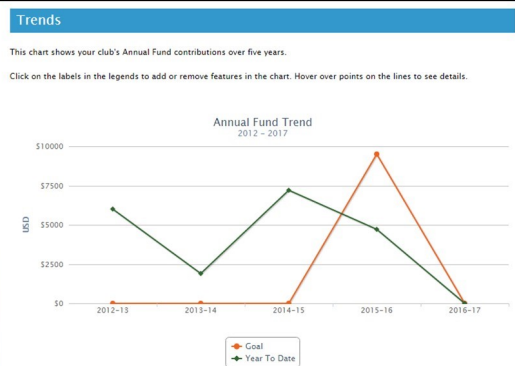 Trends
This chart shows your club's Annual Fund contributions over five years.
Click on the labels in the legends to add or remove features in the chart. Hover over points on the lines to see details.
Annual Fund Trend
2012 - 2017
$10000
$7500
$5000
$2500
$0
USD
2012-13 2013-14 2014-15 2015-16 2016-17
Goal
Year To Date